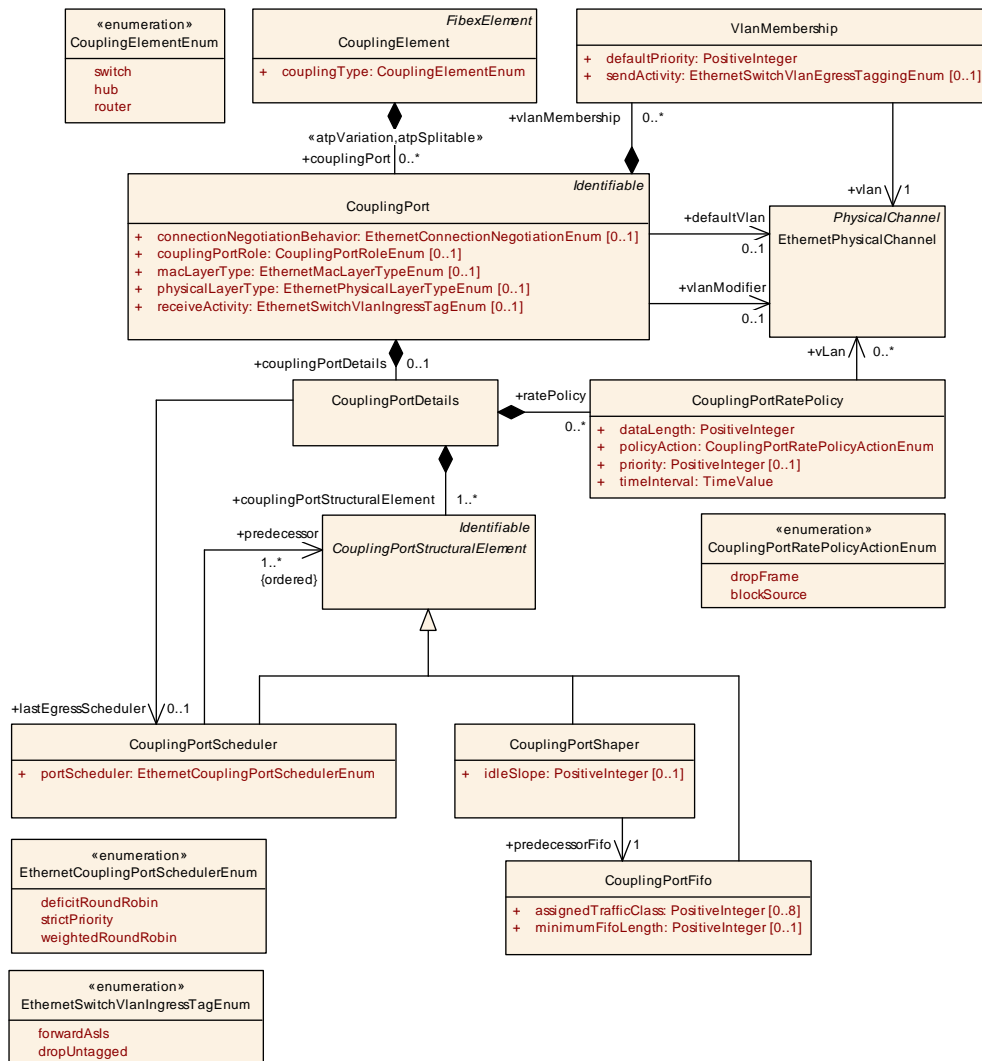 «enumeration»
CouplingElementEnum
switch
hub
router
FibexElement
CouplingElement
+ couplingType: CouplingElementEnum
VlanMembership
+ defaultPriority: PositiveInteger
+ sendActivity: EthernetSwitchVlanEgressTaggingEnum [0..1]
«atpVariation,atpSplitable»
+couplingPort 0..*
+vlanMembership 0..*
+vlan 1
Identifiable
CouplingPort
+ connectionNegotiationBehavior: EthernetConnectionNegotiationEnum [0..1]
+ couplingPortRole: CouplingPortRoleEnum [0..1]
+ macLayerType: EthernetMacLayerTypeEnum [0..1]
+ physicalLayerType: EthernetPhysicalLayerTypeEnum [0..1]
+ receiveActivity: EthernetSwitchVlanIngressTagEnum [0..1]
+defaultVlan
0..1
+vlanModifier
0..1
PhysicalChannel
EthernetPhysicalChannel
+couplingPortDetails 0..1
+vLan 0..*
CouplingPortDetails
+ratePolicy
0..*
CouplingPortRatePolicy
+ dataLength: PositiveInteger
+ policyAction: CouplingPortRatePolicyActionEnum
+ priority: PositiveInteger [0..1]
+ timeInterval: TimeValue
+couplingPortStructuralElement 1..*
+predecessor
1..*
{ordered}
Identifiable
CouplingPortStructuralElement
«enumeration»
CouplingPortRatePolicyActionEnum
dropFrame
blockSource
+lastEgressScheduler 0..1
CouplingPortScheduler
+ portScheduler: EthernetCouplingPortSchedulerEnum
CouplingPortShaper
+ idleSlope: PositiveInteger [0..1]
+predecessorFifo 1
CouplingPortFifo
+ assignedTrafficClass: PositiveInteger [0..8]
+ minimumFifoLength: PositiveInteger [0..1]
«enumeration»
EthernetCouplingPortSchedulerEnum
deficitRoundRobin
strictPriority
weightedRoundRobin
«enumeration»
EthernetSwitchVlanIngressTagEnum
forwardAsIs
dropUntagged